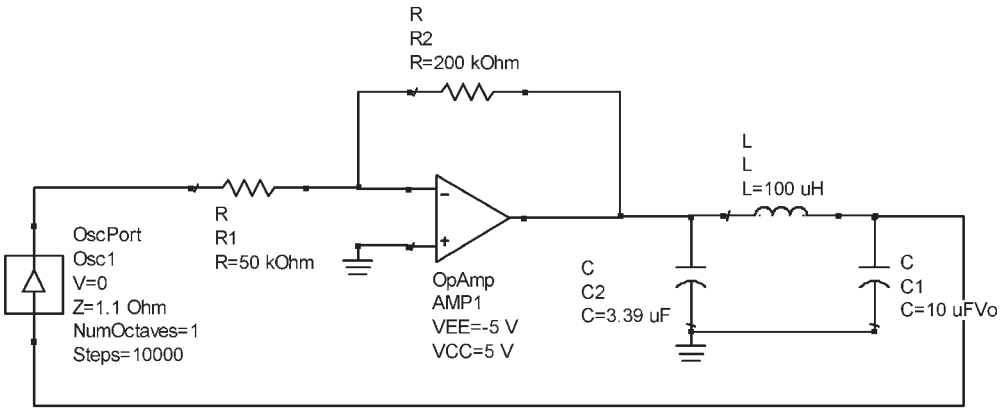 R
R2
R=200 kOhm
L
L
L=100 uH
R
R1
R=50 kOhm
OscPort
Osc1
V=0
Z=1.1 Ohm
NumOctaves=1
Steps=10000
−
+
OpAmp
AMP1
VEE=-5 V
VCC=5 V
C
C2
C=3.39 uF
C
C1
C=10 uFVo